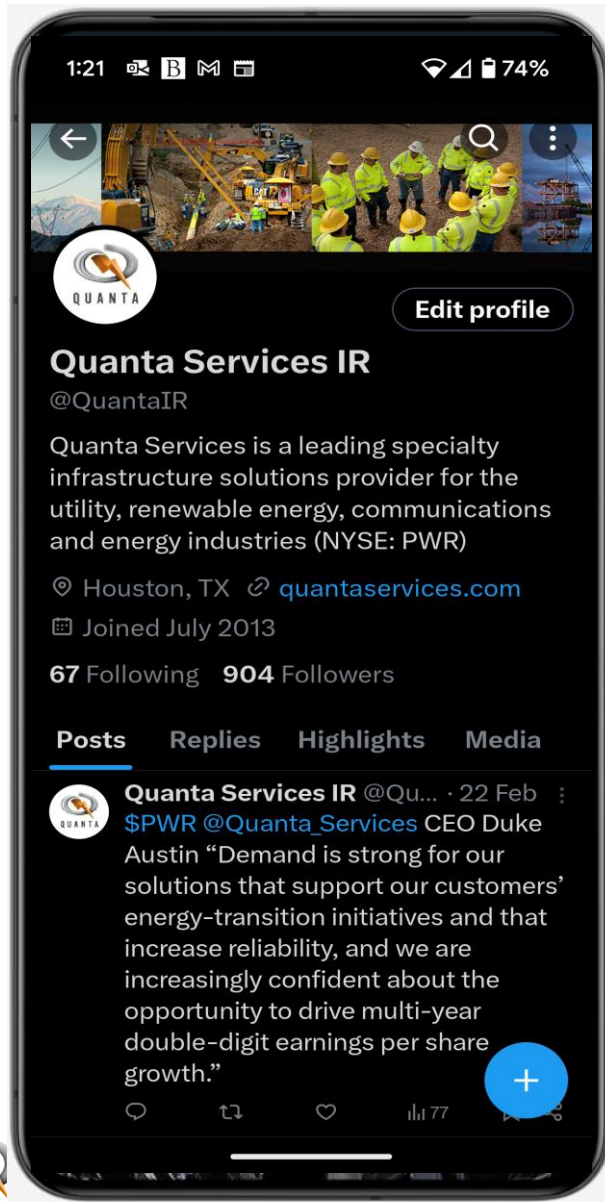 1:21 B M 74%
QUANTA
Edit profile
Quanta Services IR
@QuantaIR
Quanta Services is a leading specialty
infrastructure solutions provider for the
utility, renewable energy, communications
and energy industries (NYSE: PWR)
Houston, TX quantaservices.com
Joined July 2013
67 Following 904 Followers
Posts Replies Highlights Media
QUANTA
Quanta Services IR @Qu... · 22 Feb
$PWR @Quanta_Services CEO Duke
Austin “Demand is strong for our
solutions that support our customers’
energy-transition initiatives and that
increase reliability, and we are
increasingly confident about the
opportunity to drive multi-year
double-digit earnings per share
growth.”
77